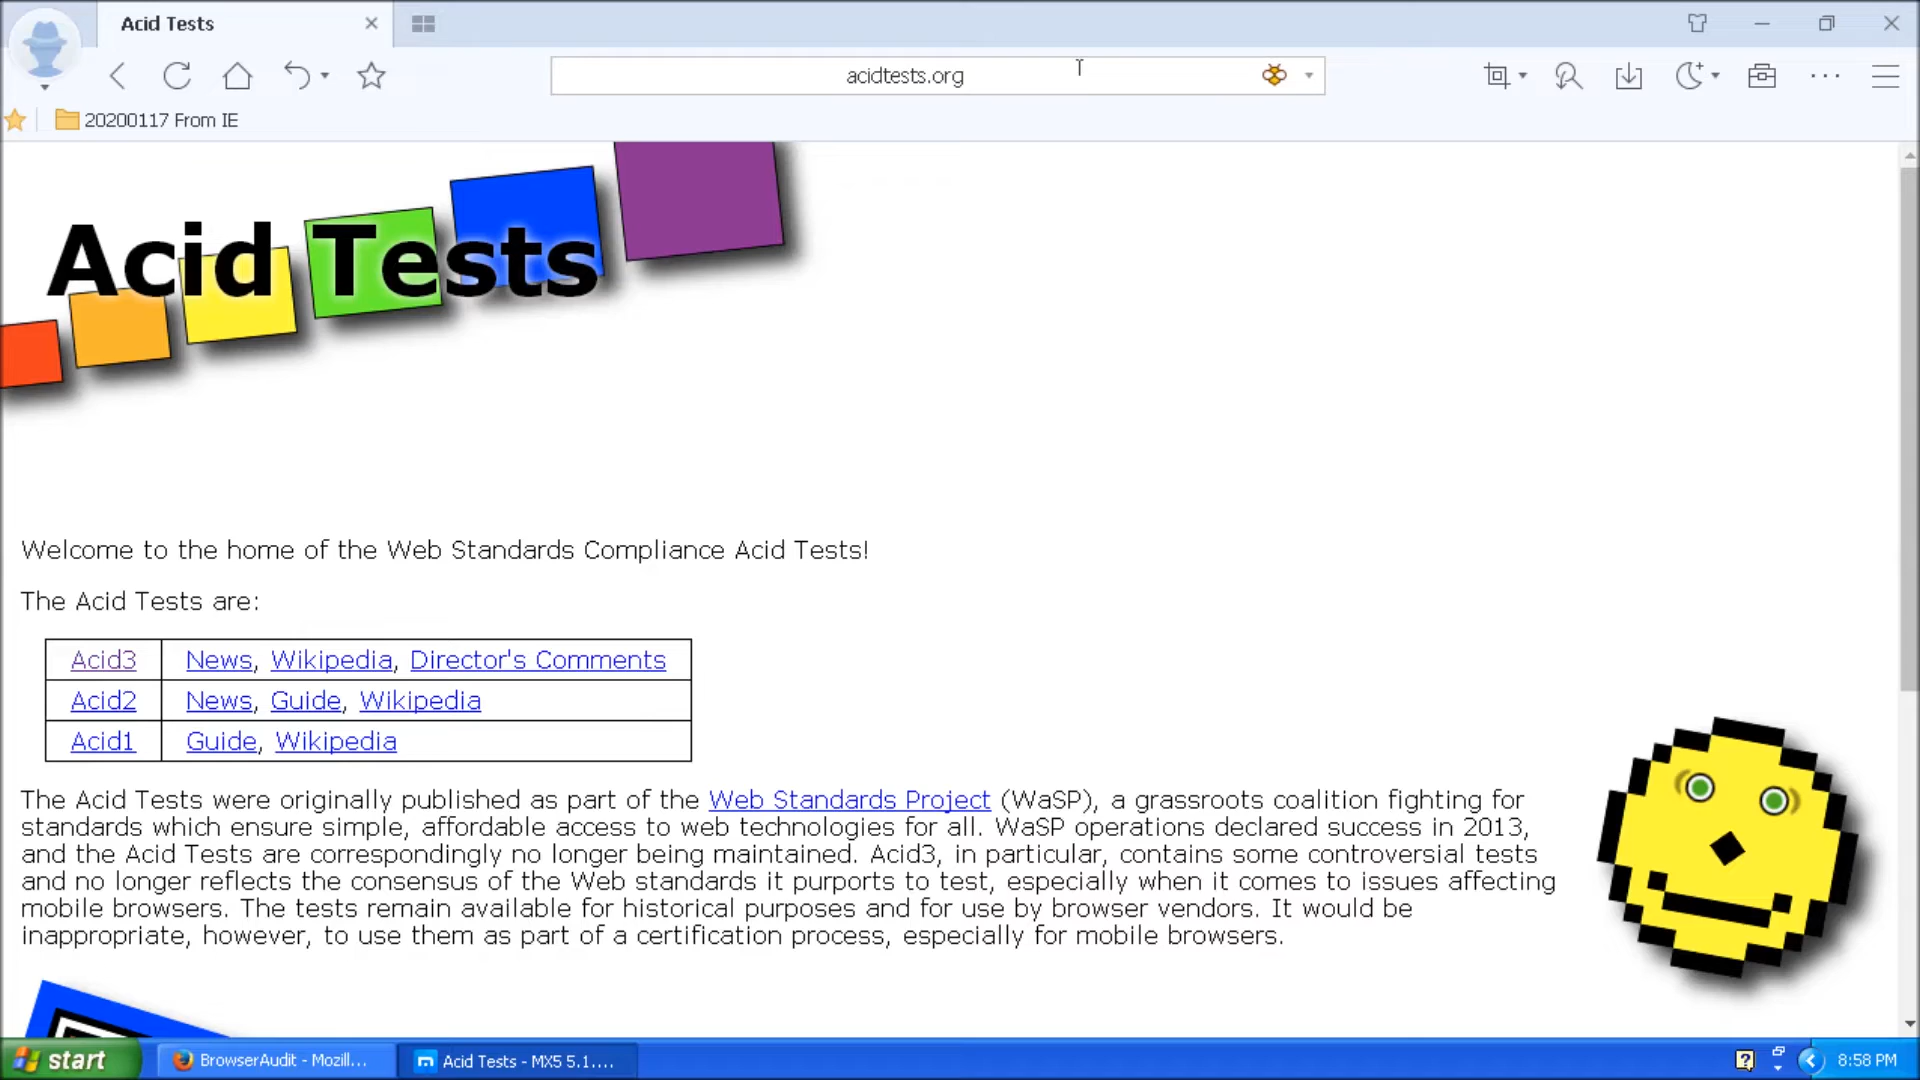 Acid Tests
acidtests.org
20200117 From IE
Acid Tests
Welcome to the home of the Web Standards Compliance Acid Tests!
The Acid Tests are:
Acid3 News, Wikipedia, Director's Comments
Acid2 News, Guide, Wikipedia
Acid1 Guide, Wikipedia
The Acid Tests were originally published as part of the Web Standards Project (WaSP), a grassroots coalition fighting for
standards which ensure simple, affordable access to web technologies for all. WaSP operations declared success in 2013,
and the Acid Tests are correspondingly no longer being maintained. Acid3, in particular, contains some controversial tests
and no longer reflects the consensus of the Web standards it purports to test, especially when it comes to issues affecting
mobile browsers. The tests remain available for historical purposes and for use by browser vendors. It would be
inappropriate, however, to use them as part of a certification process, especially for mobile browsers.
start BrowserAudit - Mozill... Acid Tests - MX5 5.1.... 8:58 PM